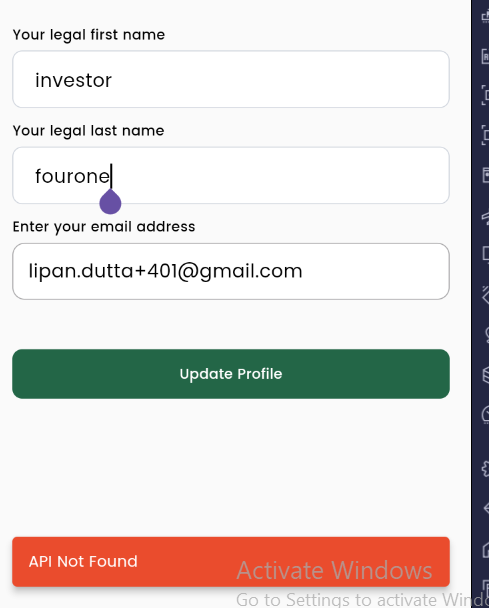 Your legal first name
investor
Your legal last name
fourone
Enter your email address
lipan.dutta+401@gmail.com
Update Profile
API Not Found
Activate Windows
Go to Settings to activate Windo